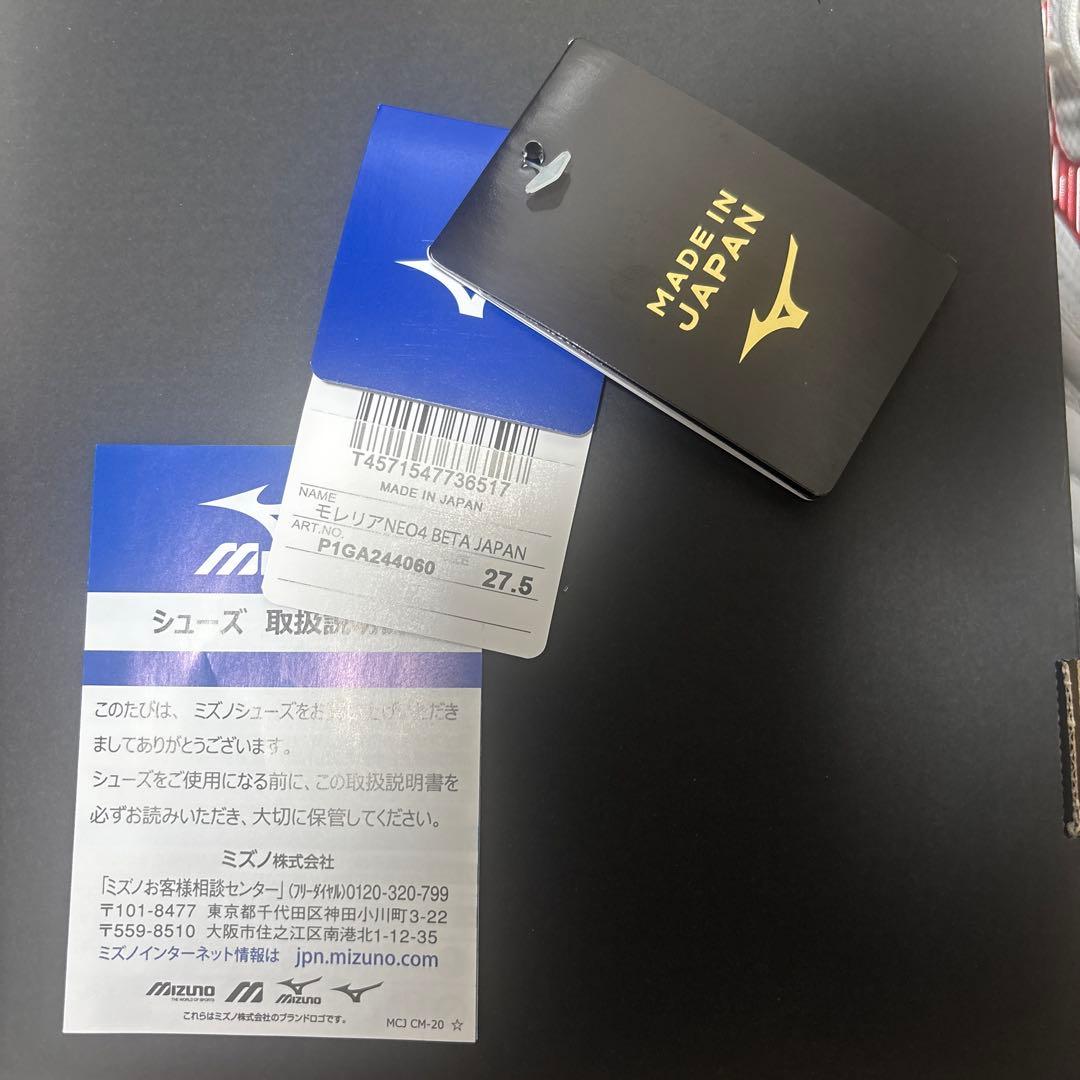 MADE IN
JAPAN
T4571547736517
MADE IN JAPAN
NAME
モレリアNEO4 BETA JAPAN
ART.NO.
P1GA244060
27.5
シューズ 取扱説明
このたびは、ミズノシューズをお
ましてありがとうございます。
シューズをご使用になる前に、この取扱説明書を
必ずお読みいただき、大切に保管してください。
ミズノ株式会社
「ミズノお客様相談センター」(フリーダイヤル)0120-320-799
〒101-8477 東京都千代田区神田小川町3-22
〒559-8510 大阪市住之江区南港北1-12-35
ミズノインターネット情報は jpn.mizuno.com
MIZUNO
THE WORLD OF SPORTS
MIZUNO
これらはミズノ株式会社のブランドロゴです。
MCJ CM-20 ☆